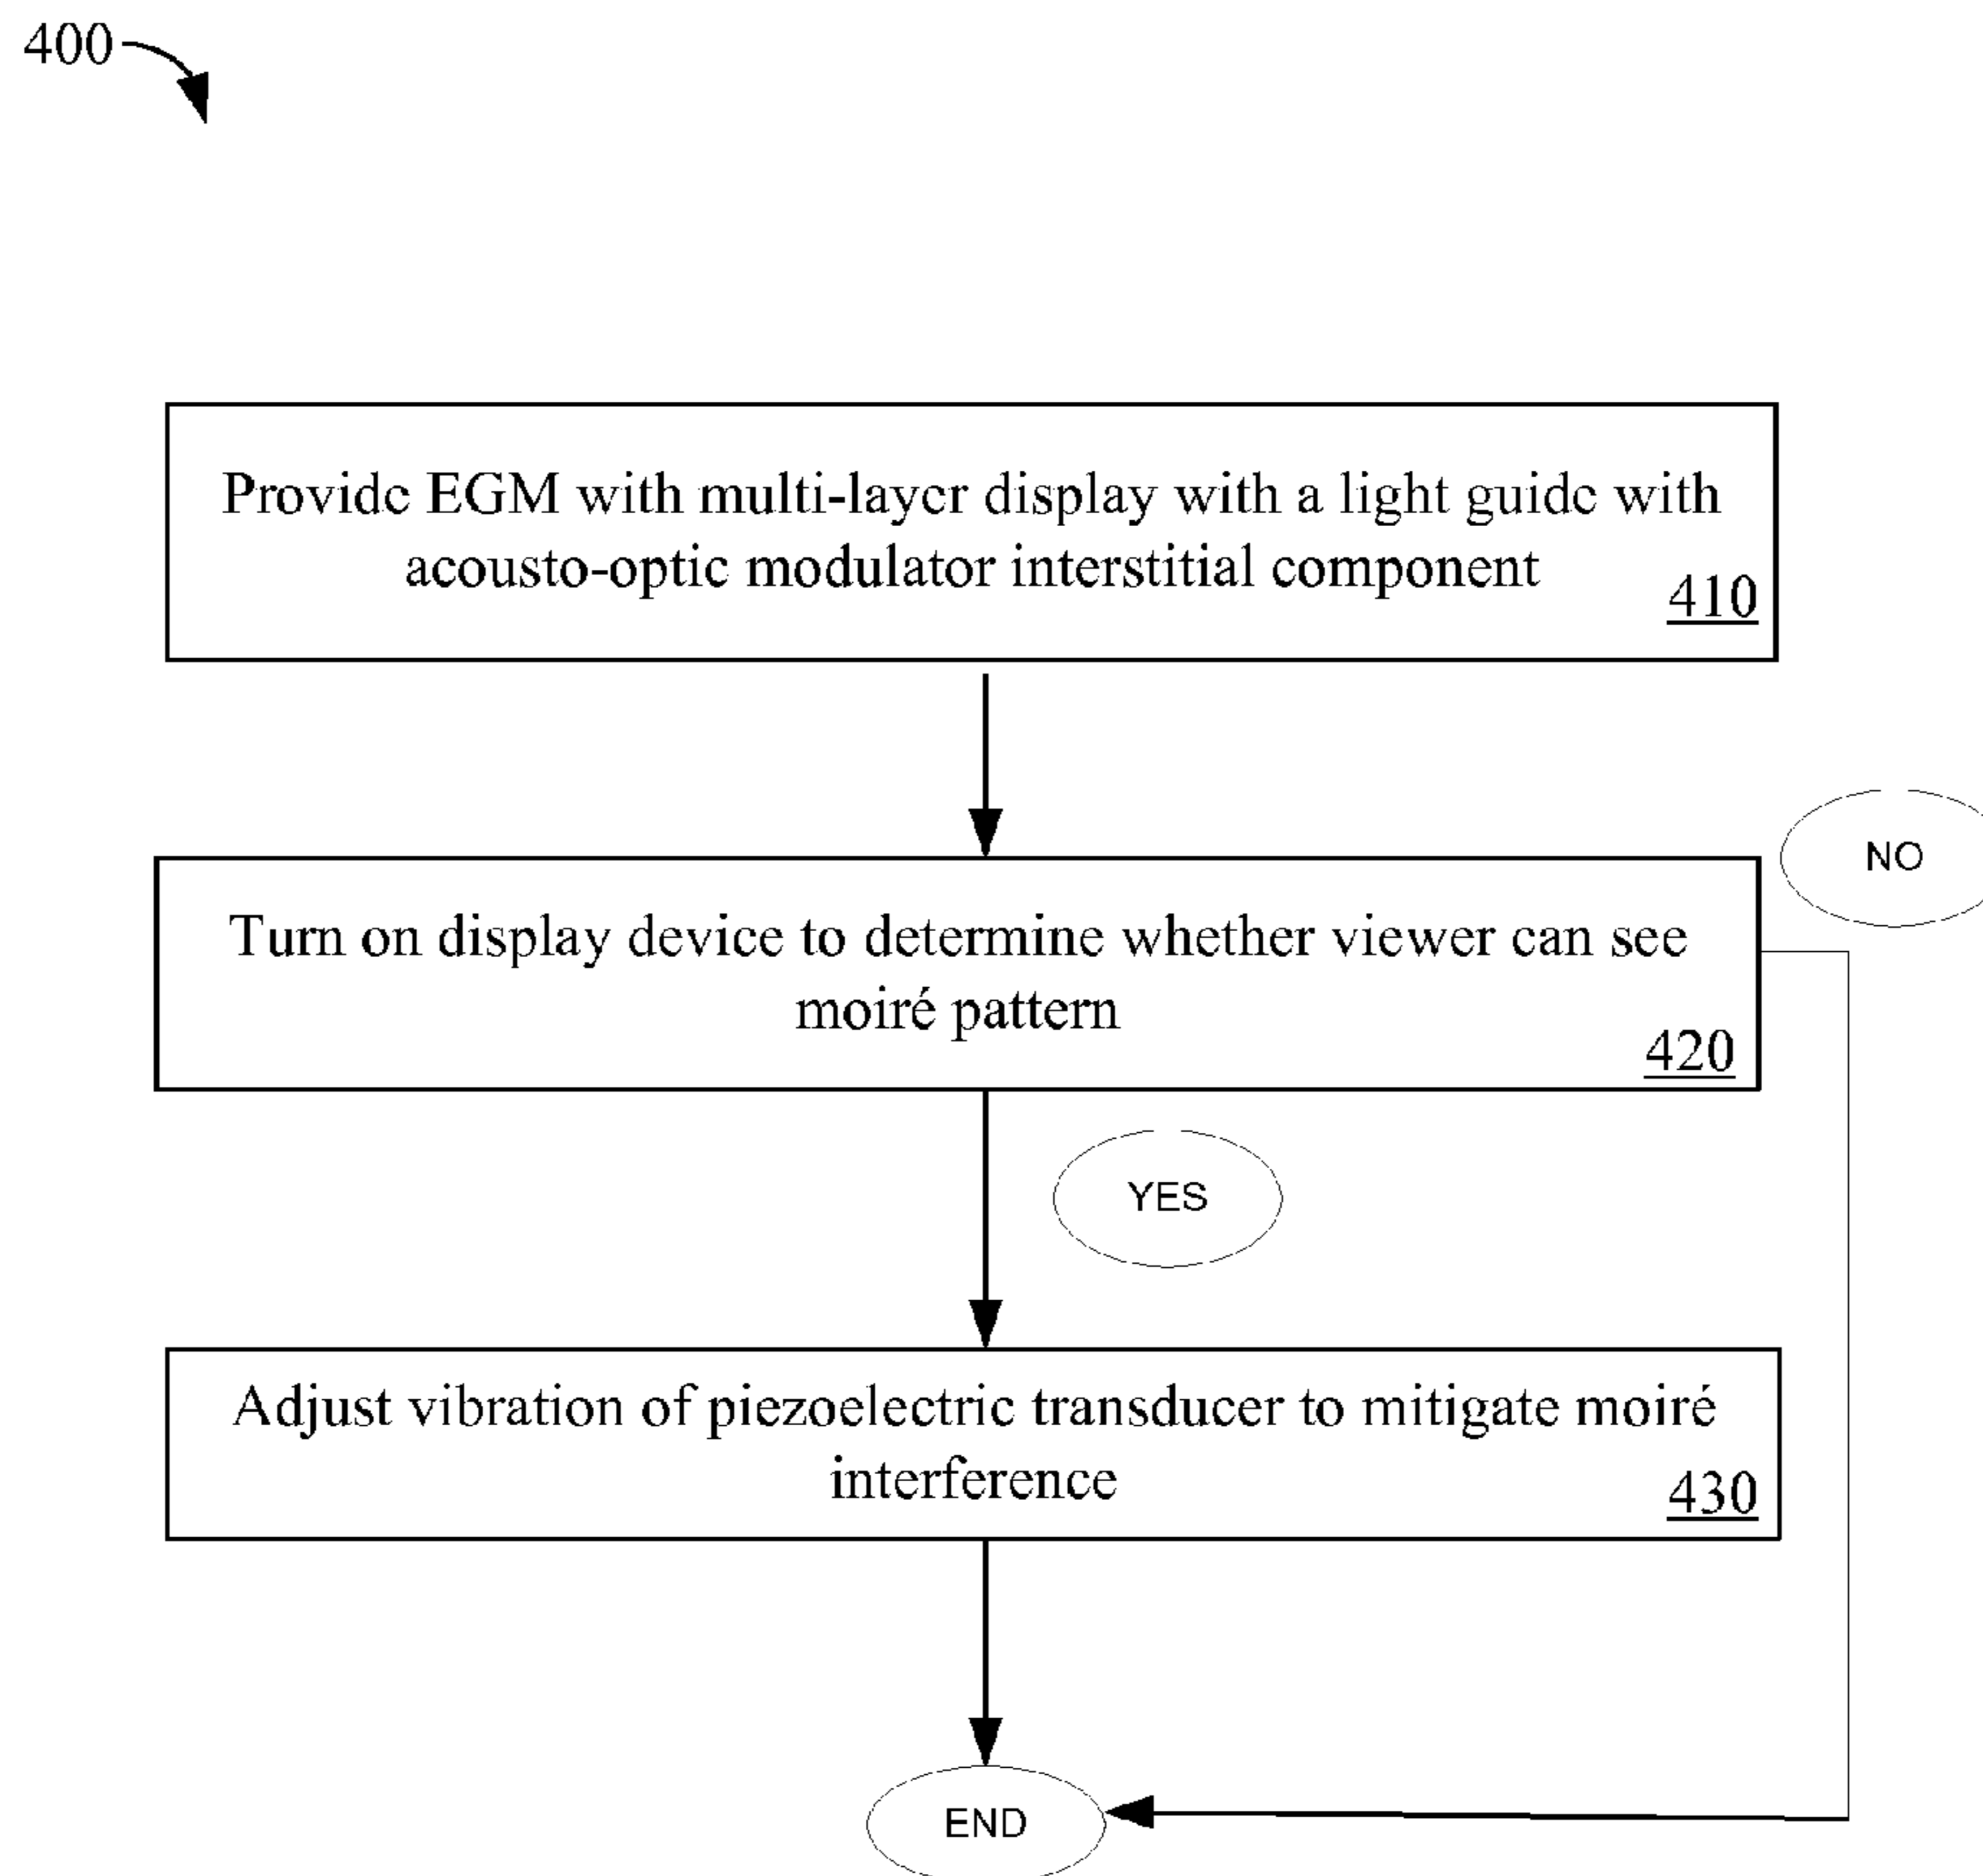 400
Provide EGM with multi-layer display with a light guide with
acousto-optic modulator interstitial component
410
NO
Turn on display device to determine whether viewer can see
moiré pattern
420
YES
Adjust vibration of piezoelectric transducer to mitigate moiré
interference
430
END